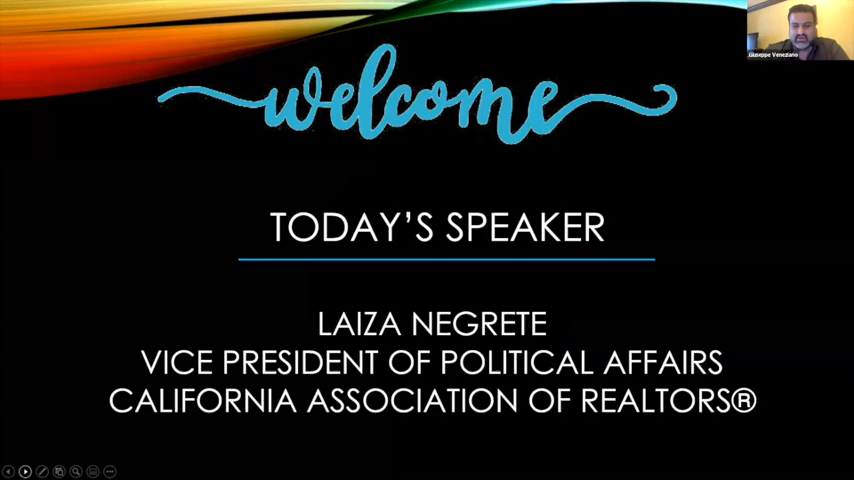 Giuseppe Veneziano
welcome
TODAY'S SPEAKER
LAIZA NEGRETE
VICE PRESIDENT OF POLITICAL AFFAIRS
CALIFORNIA ASSOCIATION OF REALTORS®